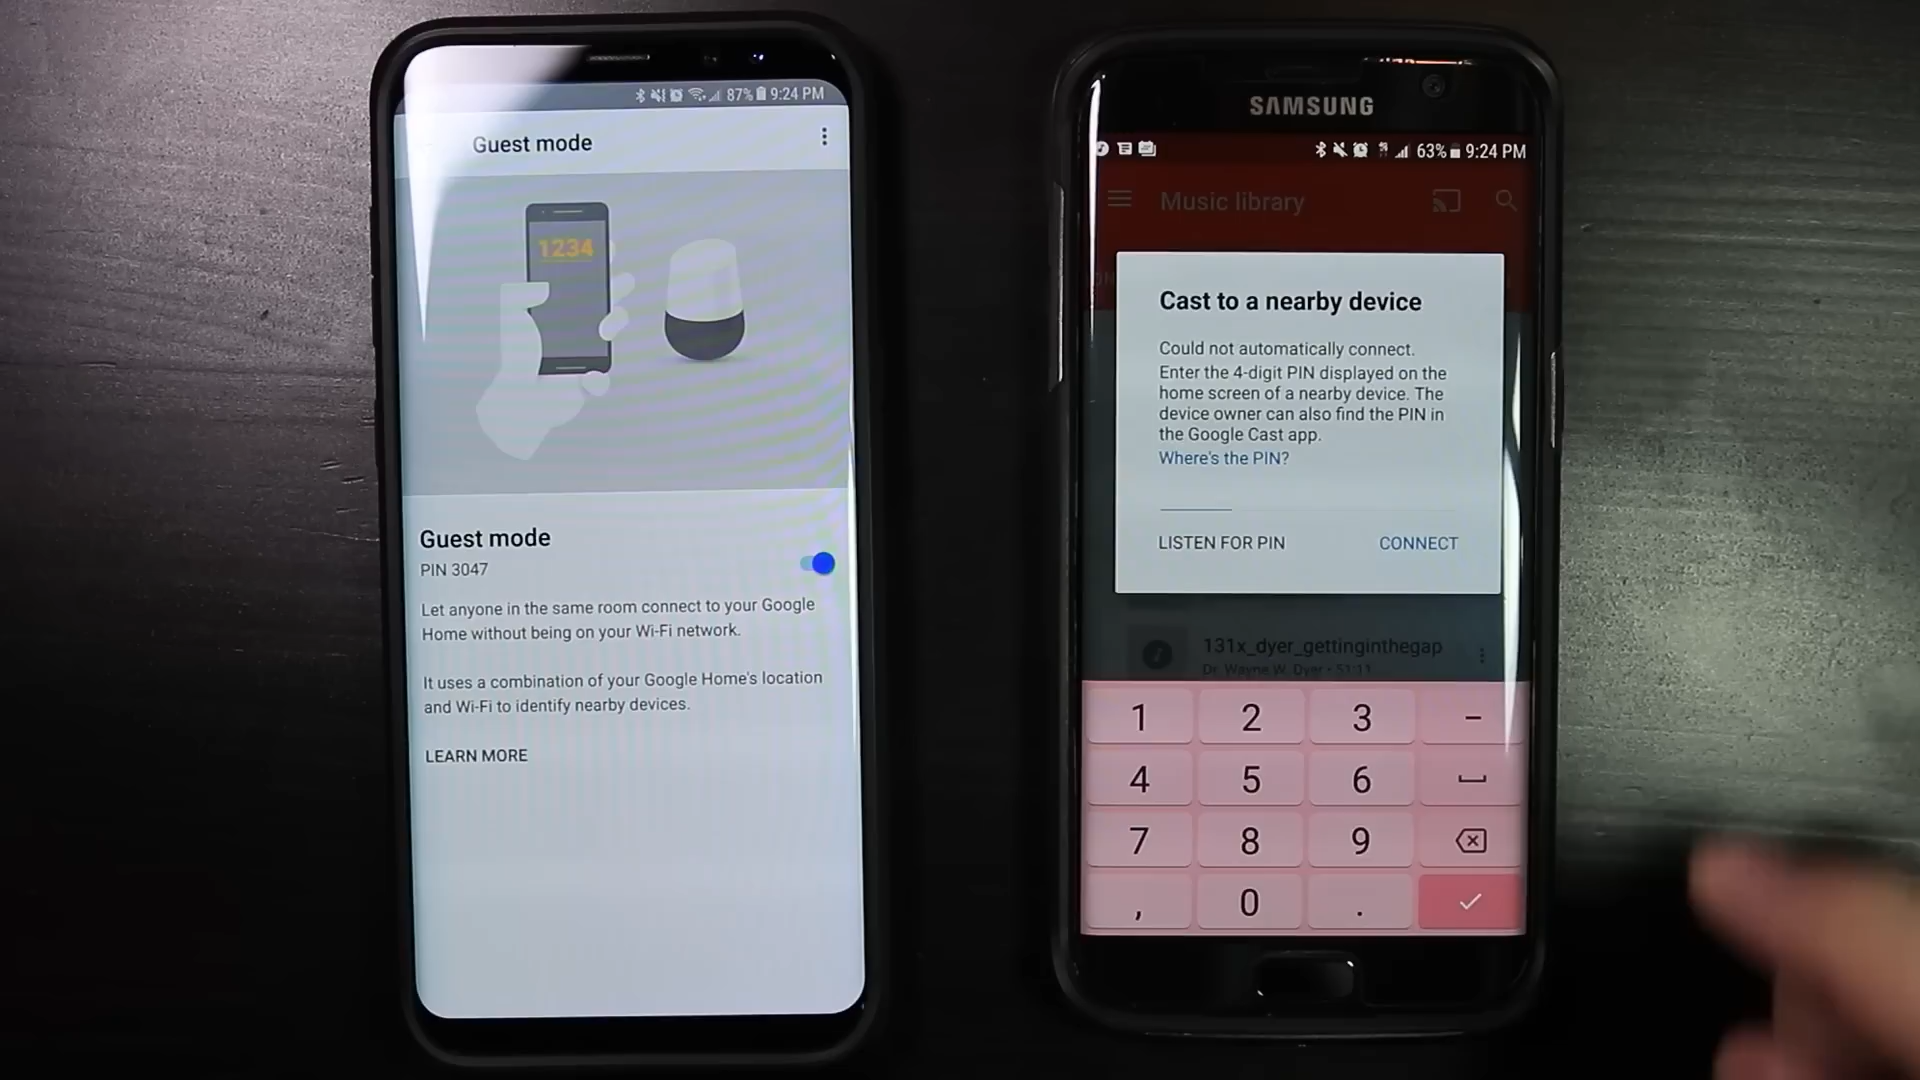 87% 9:24 PM
Guest mode
1234
Guest mode
PIN 3047
Let anyone in the same room connect to your Google
Home without being on your Wi-Fi network.
It uses a combination of your Google Home's location
and Wi-Fi to identify nearby devices.
LEARN MORE
SAMSUNG
63% 9:24 PM
Music library
Cast to a nearby device
Could not automatically connect.
Enter the 4-digit PIN displayed on the
home screen of a nearby device. The
device owner can also find the PIN in
the Google Cast app.
Where's the PIN?
LISTEN FOR PIN CONNECT
131x_dyer_gettinginthegap
Dr. Wayne W. Dyer • 51:11
1 2 3 –
4 5 6
7 8 9
, 0 .